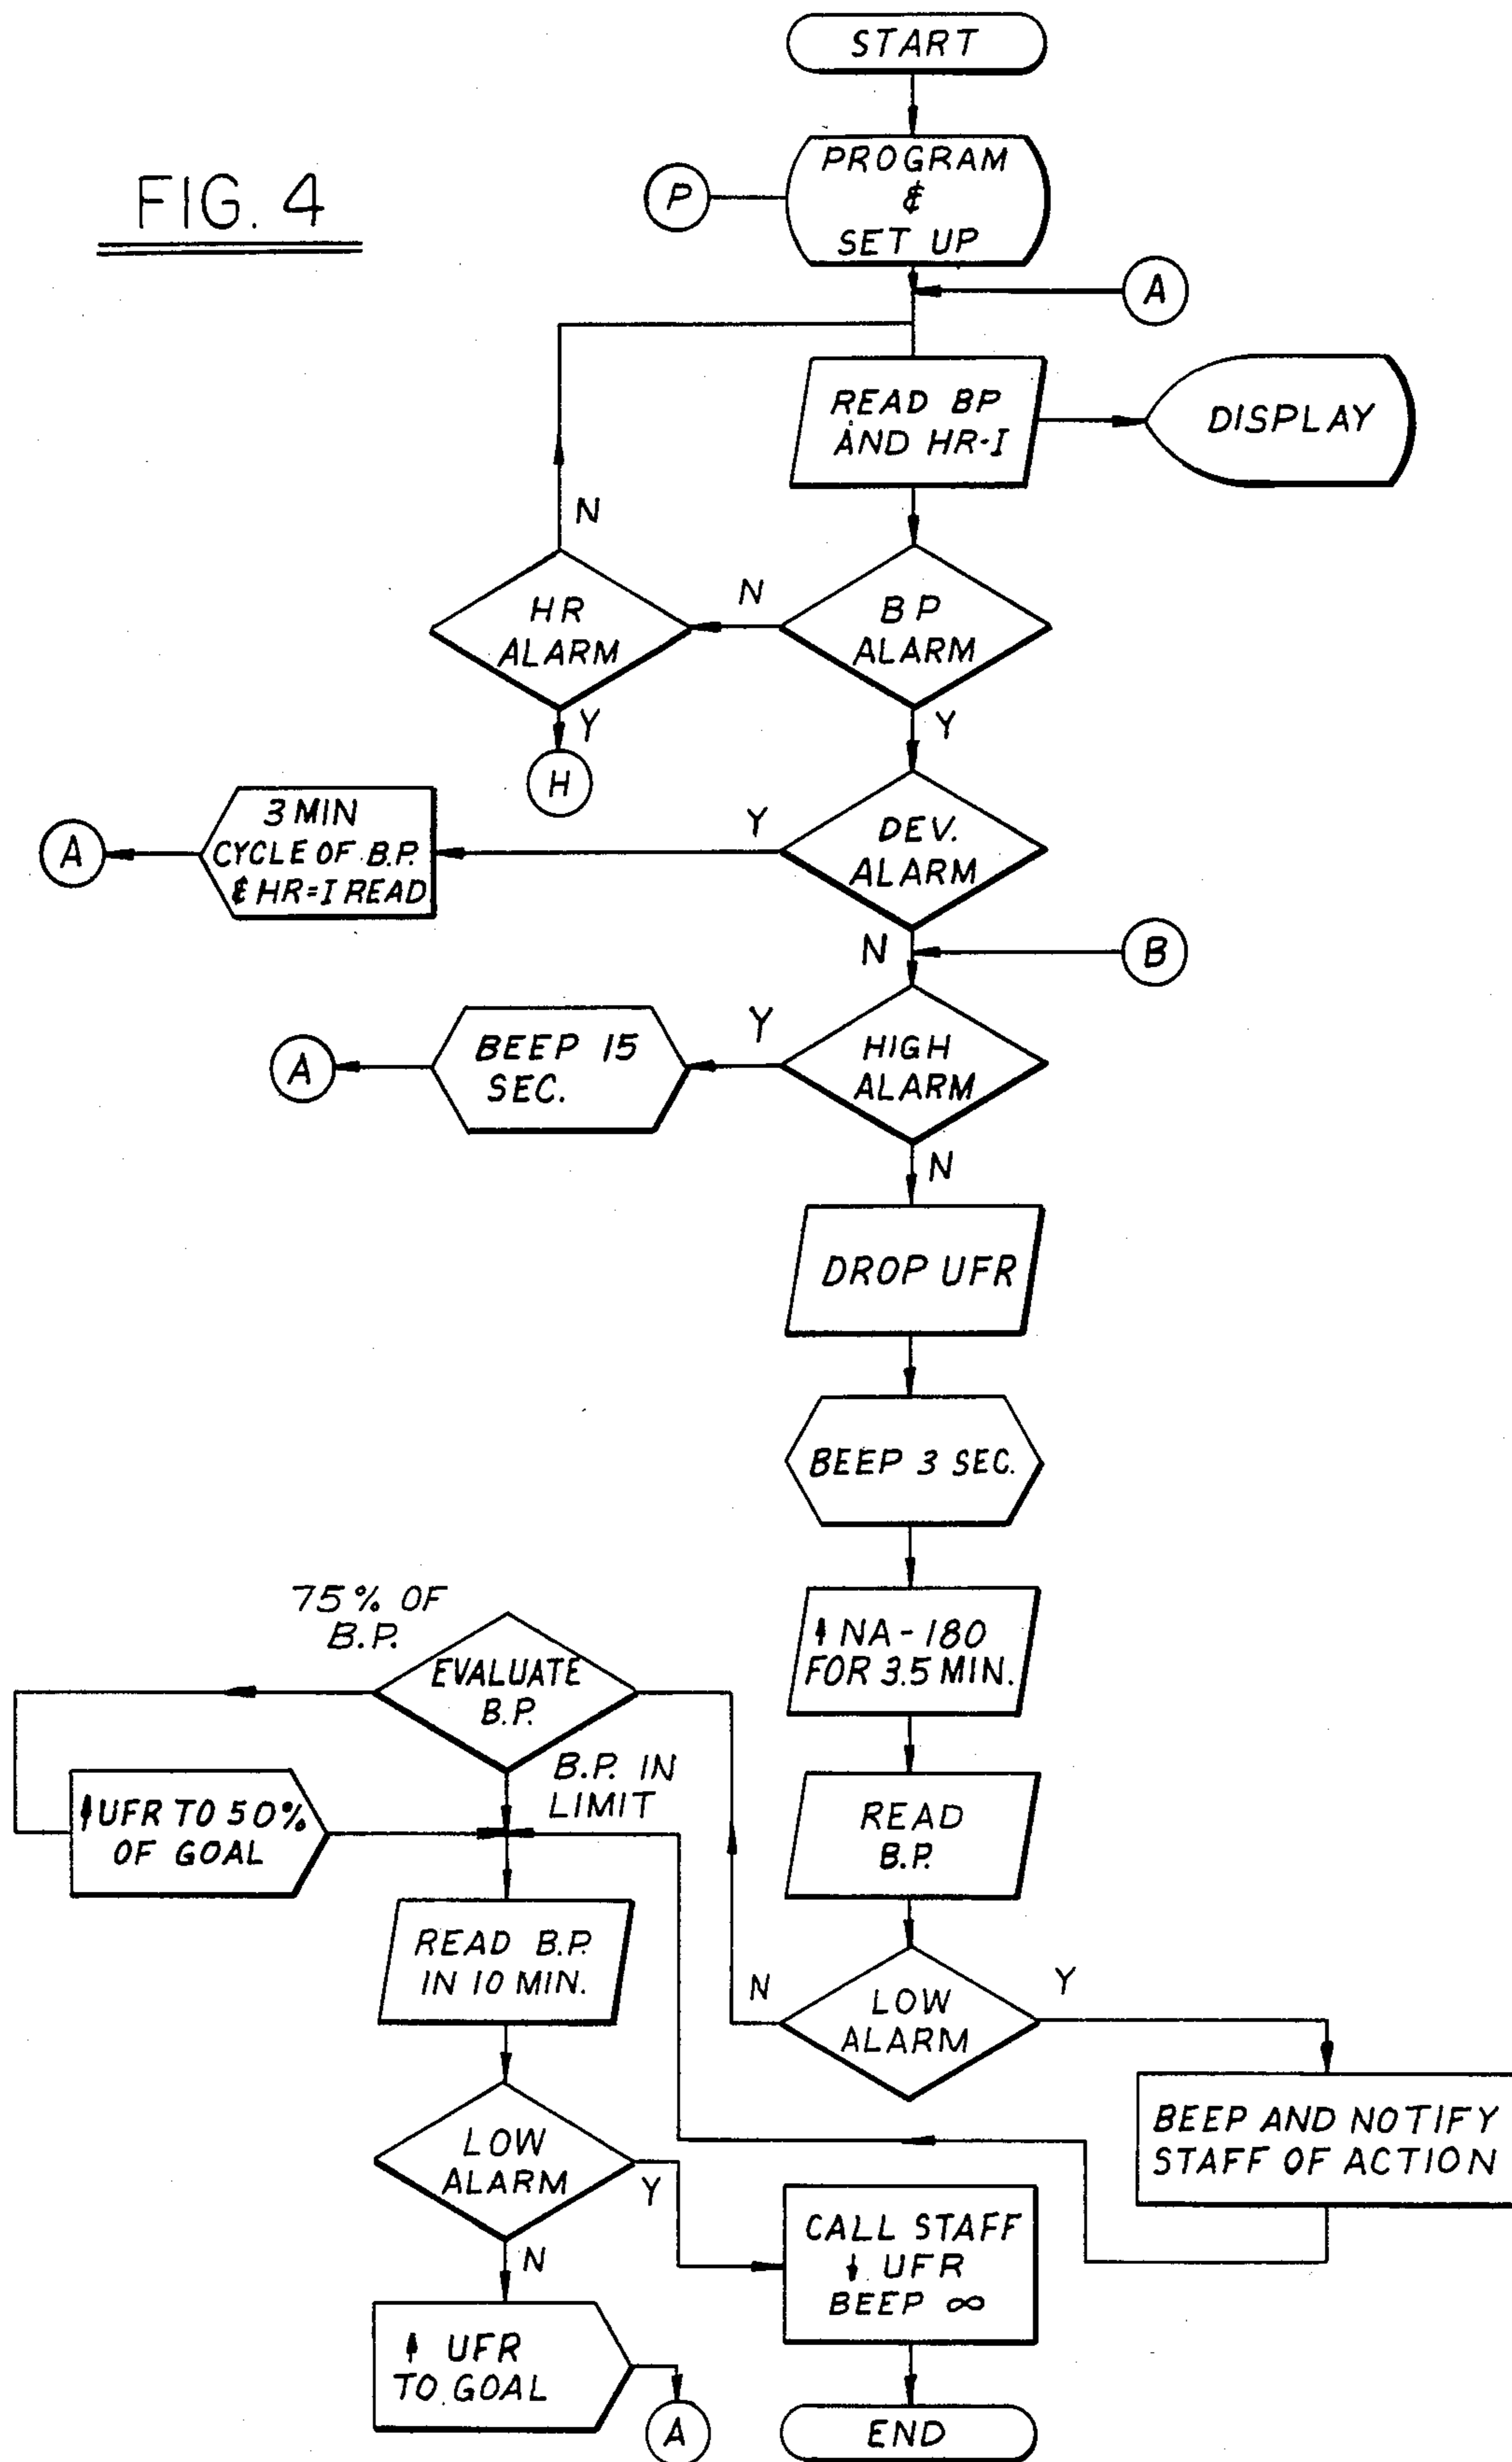 START
FIG. 4
P
PROGRAM
&
SET UP
A
READ BP
AND HR-I
DISPLAY
N
HR
ALARM
N
BP
ALARM
Y
H
Y
A
3 MIN
CYCLE OF B.P.
& HR=I READ
Y
DEV.
ALARM
N
B
A
BEEP 15
SEC.
Y
HIGH
ALARM
N
DROP UFR
BEEP 3 SEC.
↑ NA-180
FOR 3.5 MIN.
75% OF
B.P.
EVALUATE
B.P.
B.P. IN
LIMIT
↑UFR TO 50%
OF GOAL
READ
B.P.
READ B.P.
IN 10 MIN.
N
LOW
ALARM
Y
BEEP AND NOTIFY
STAFF OF ACTION
LOW
ALARM
Y
N
CALL STAFF
↓ UFR
BEEP ∞
↑ UFR
TO GOAL
A
END